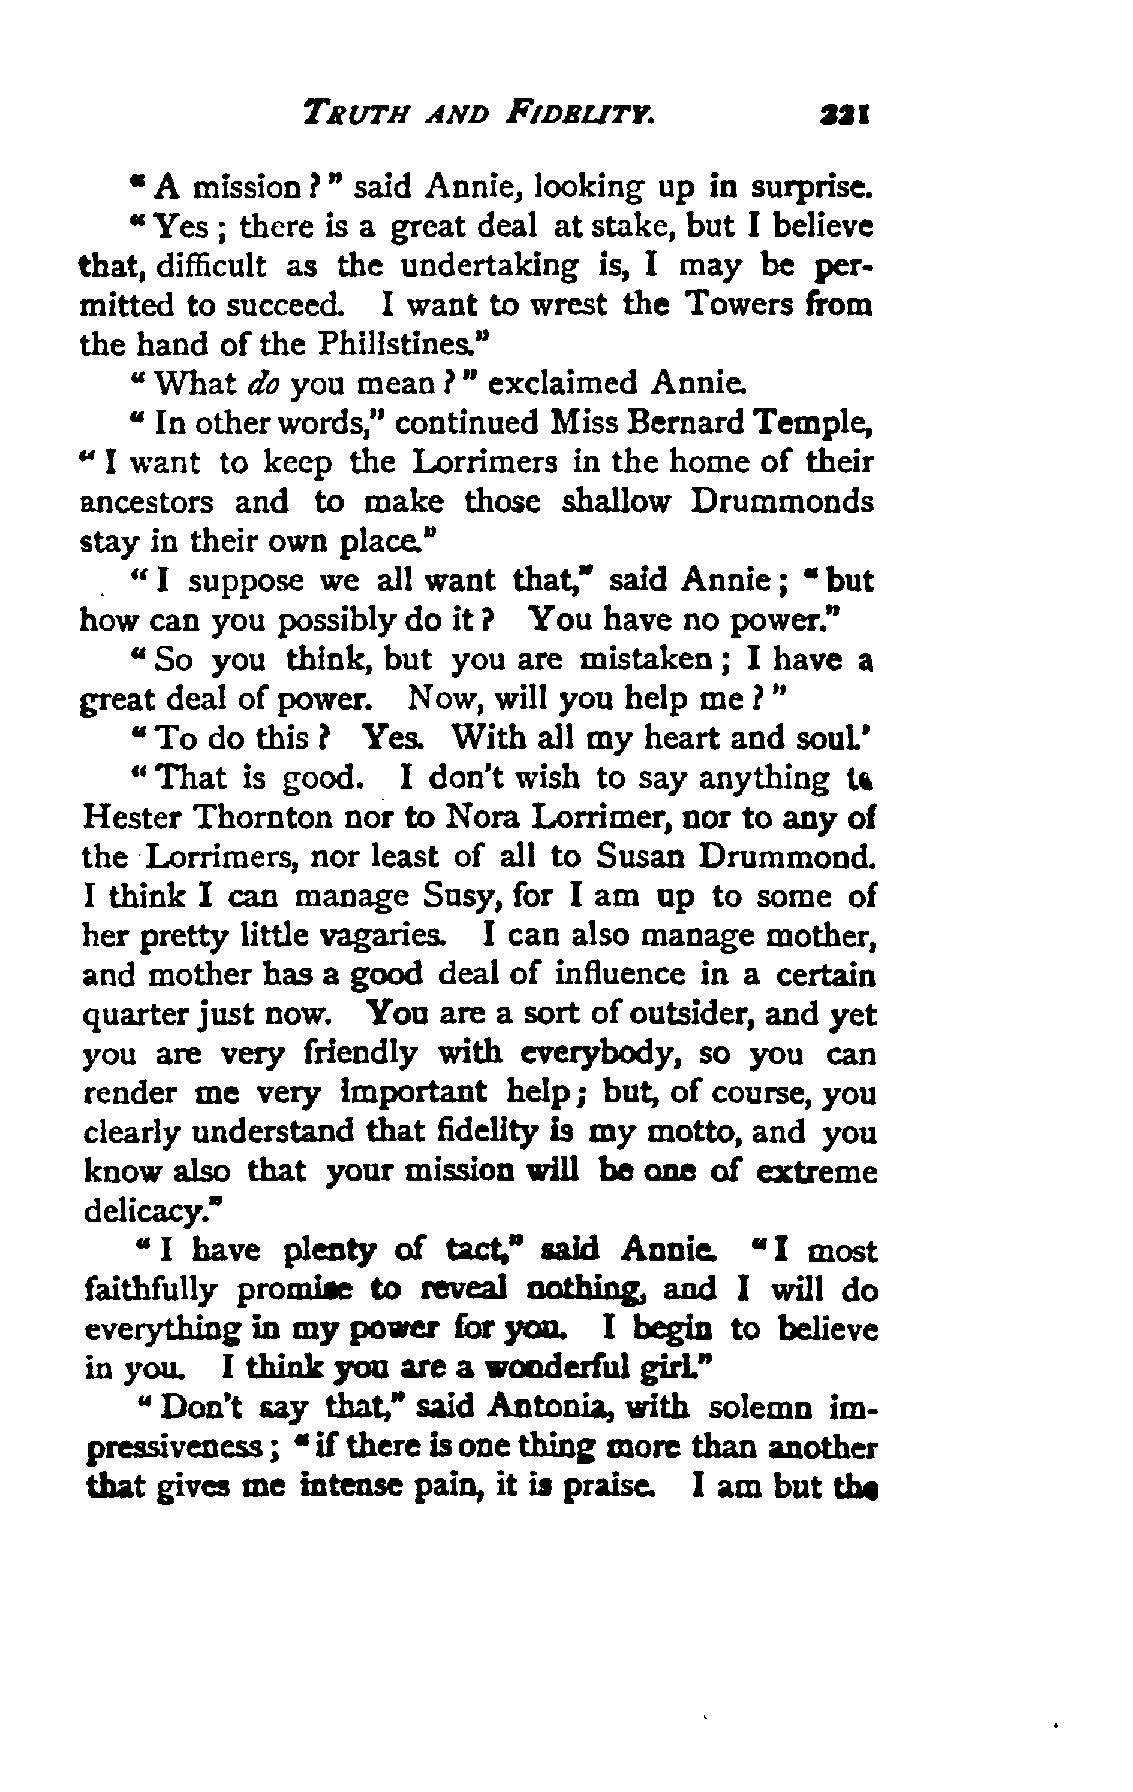 TRUTH AND FIDELITY. 221
"A mission?" said Annie, looking up in surprise.
"Yes; there is a great deal at stake, but I believe
that, difficult as the undertaking is, I may be per-
mitted to succeed. I want to wrest the Towers from
the hand of the Philistines."
"What do you mean?" exclaimed Annie.
"In other words," continued Miss Bernard Temple,
"I want to keep the Lorrimers in the home of their
ancestors and to make those shallow Drummonds
stay in their own place."
"I suppose we all want that," said Annie; "but
how can you possibly do it? You have no power."
"So you think, but you are mistaken; I have a
great deal of power. Now, will you help me?"
"To do this? Yes. With all my heart and soul.'
"That is good. I don't wish to say anything to
Hester Thornton nor to Nora Lorrimer, nor to any of
the Lorrimers, nor least of all to Susan Drummond.
I think I can manage Susy, for I am up to some of
her pretty little vagaries. I can also manage mother,
and mother has a good deal of influence in a certain
quarter just now. You are a sort of outsider, and yet
you are very friendly with everybody, so you can
render me very important help; but, of course, you
clearly understand that fidelity is my motto, and you
know also that your mission will be one of extreme
delicacy."
"I have plenty of tact," said Annie. "I most
faithfully promise to reveal nothing, and I will do
everything in my power for you. I begin to believe
in you. I think you are a wonderful girl."
"Don't say that," said Antonia, with solemn im-
pressiveness; "if there is one thing more than another
that gives me intense pain, it is praise. I am but the